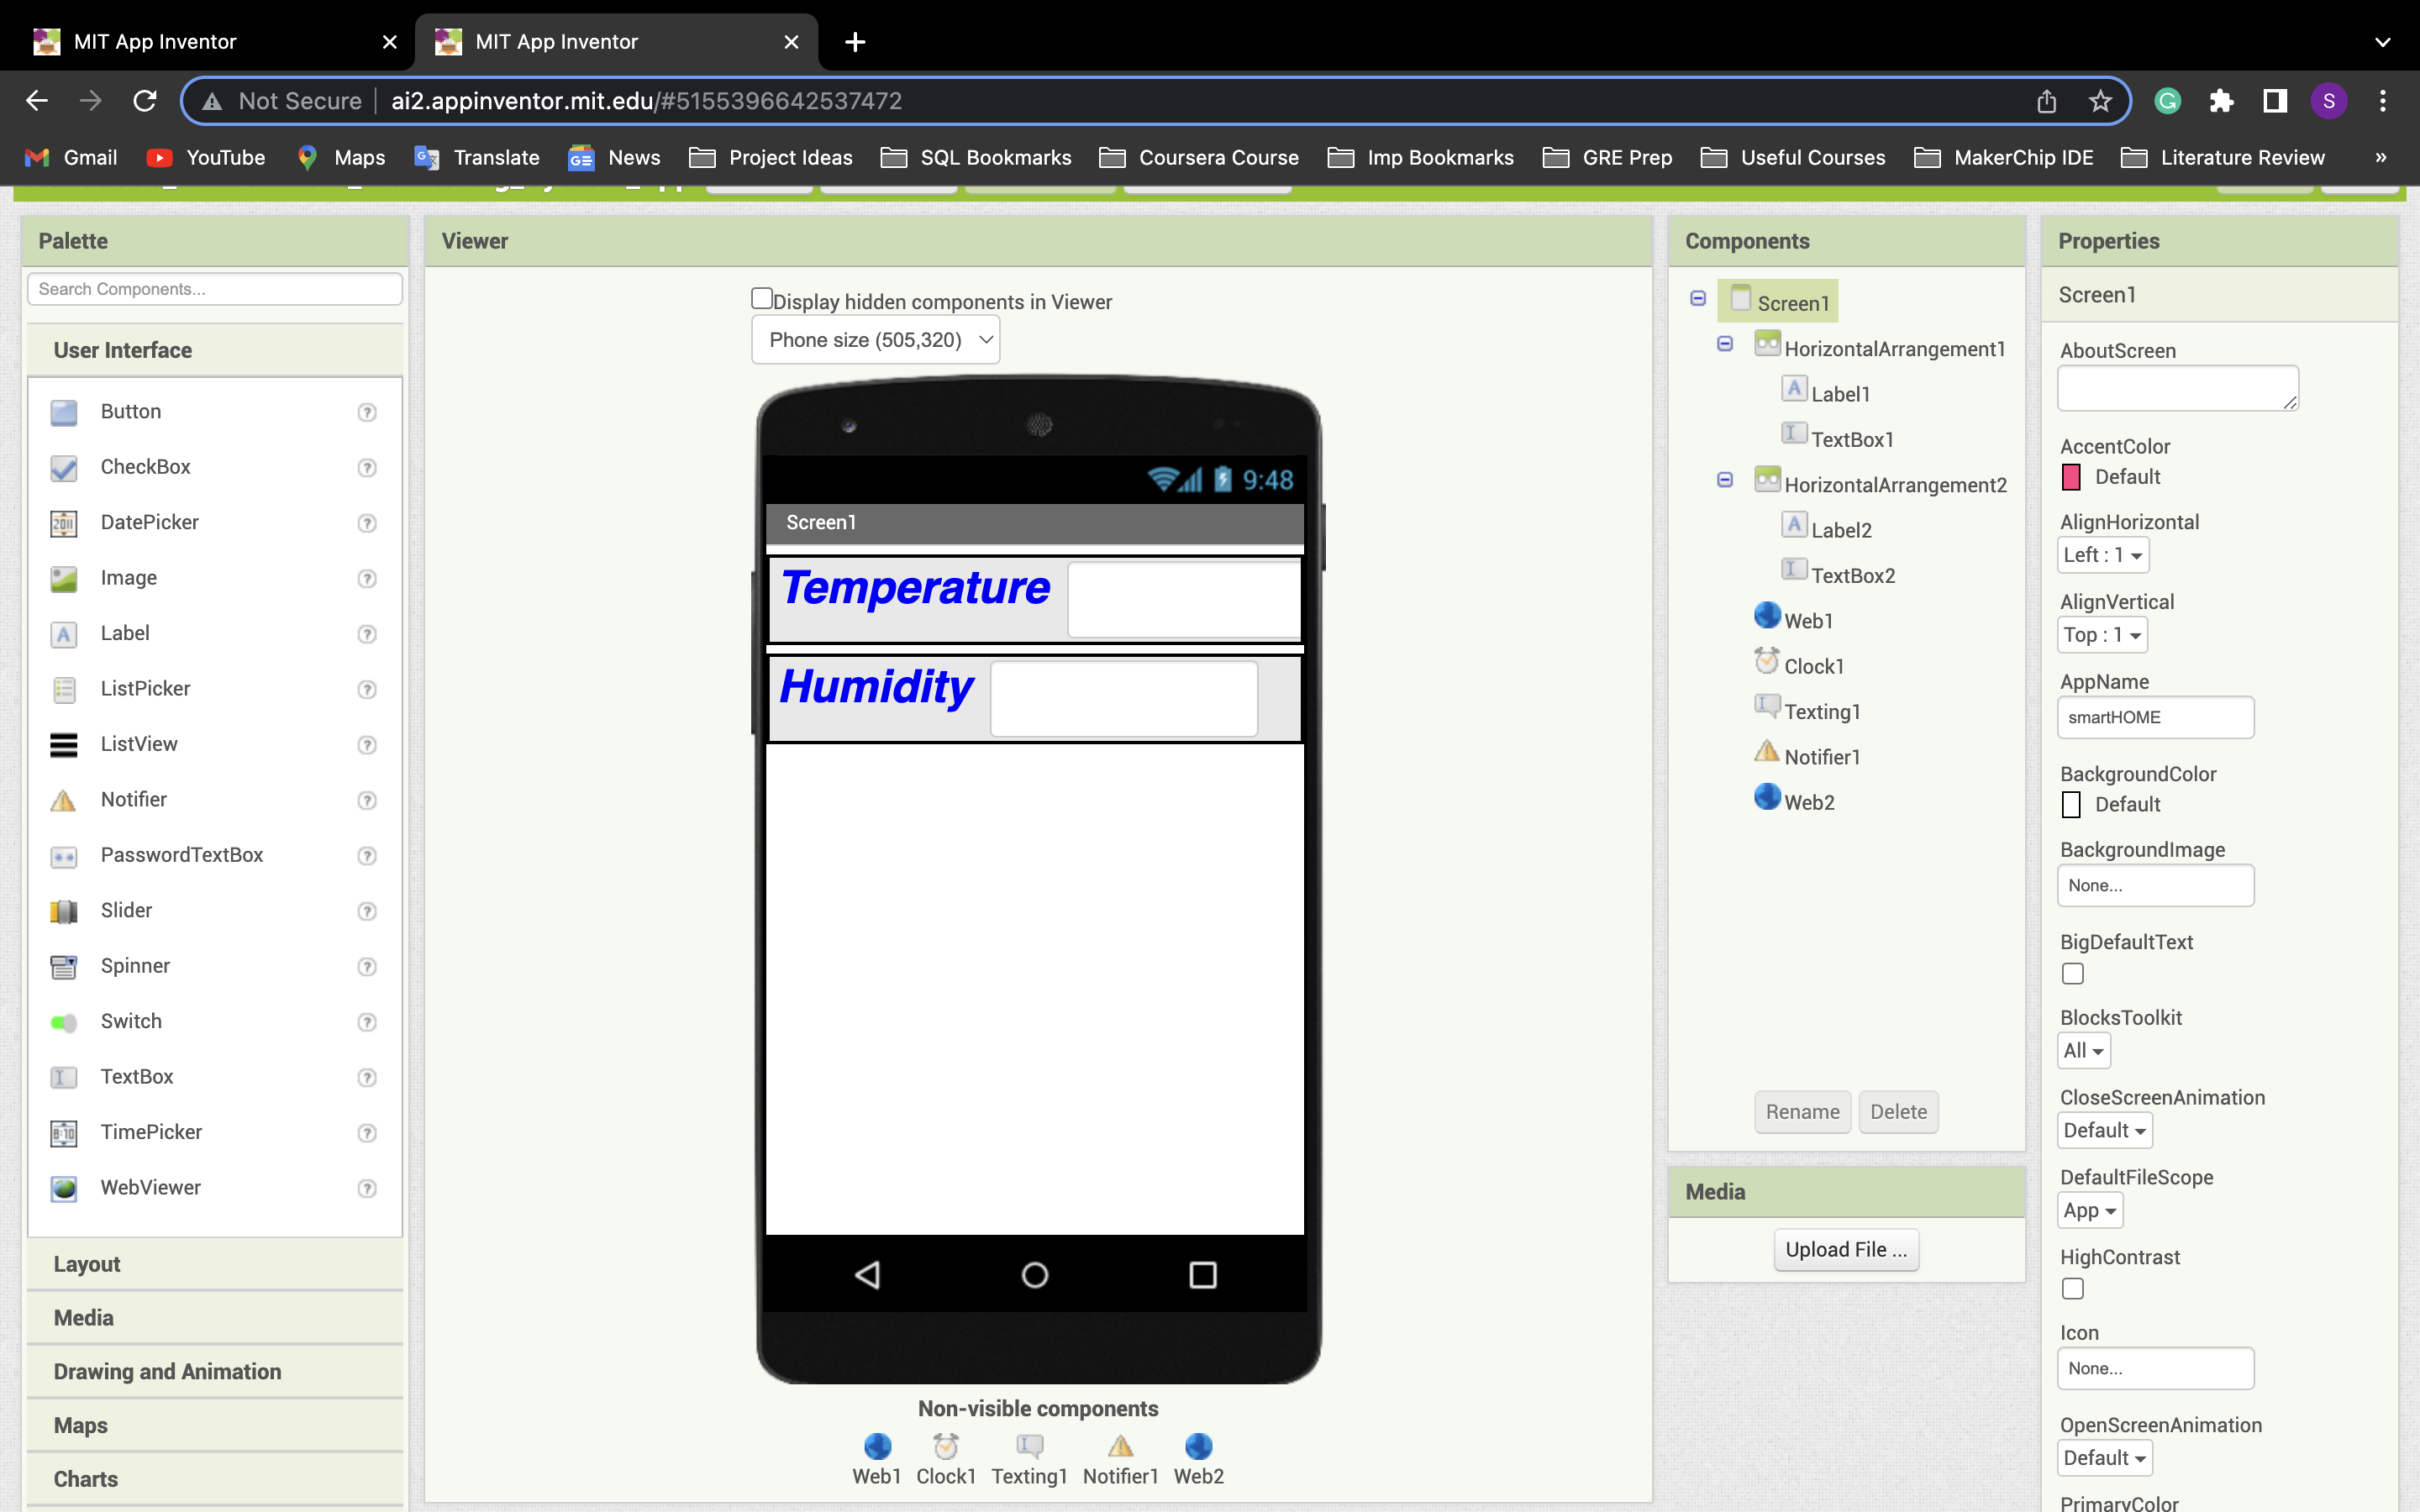 MIT App Inventor
MIT App Inventor
Not Secure
ai2.appinventor.mit.edu/#5155396642537472
S
Gmail
YouTube
Maps
Translate
News
Project Ideas
SQL Bookmarks
Coursera Course
Imp Bookmarks
GRE Prep
Useful Courses
MakerChip IDE
Literature Review
»
Palette
Search Components...
User Interface
Button
CheckBox
DatePicker
Image
Label
ListPicker
ListView
Notifier
PasswordTextBox
Slider
Spinner
Switch
TextBox
TimePicker
WebViewer
Layout
Media
Drawing and Animation
Maps
Charts
Viewer
Display hidden components in Viewer
Phone size (505,320)
9:48
Screen1
Temperature
Humidity
Non-visible components
Web1
Clock1
Texting1
Notifier1
Web2
Components
Screen1
HorizontalArrangement1
Label1
TextBox1
HorizontalArrangement2
Label2
TextBox2
Web1
Clock1
Texting1
Notifier1
Web2
Rename
Delete
Media
Upload File ...
Properties
Screen1
AboutScreen
AccentColor
Default
AlignHorizontal
Left : 1
AlignVertical
Top : 1
AppName
smartHOME
BackgroundColor
Default
BackgroundImage
None...
BigDefaultText
BlocksToolkit
All
CloseScreenAnimation
Default
DefaultFileScope
App
HighContrast
Icon
None...
OpenScreenAnimation
Default
PrimaryColor